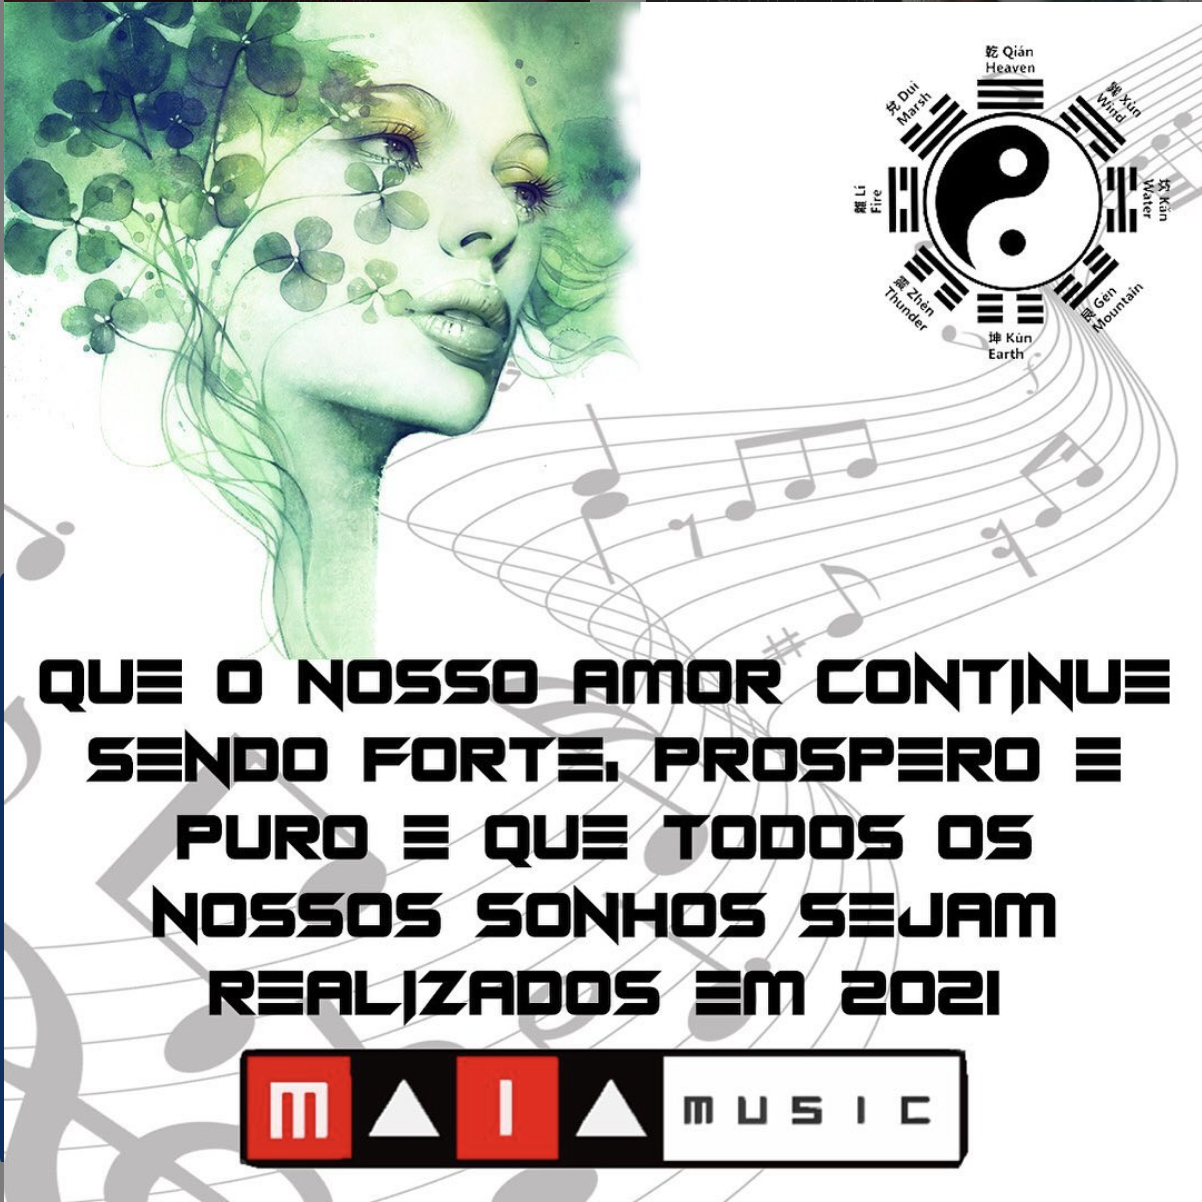 乾 Qián
Heaven
兌 Duì
Marsh
巽 Xùn
Wind
離 Lí
Fire
坎 Kǎn
Water
震 Zhèn
Thunder
艮 Gèn
Mountain
坤 Kūn
Earth
QUE O NOSSO AMOR CONTINUE
SENDO FORTE, PROSPERO E
PURO E QUE TODOS OS
NOSSOS SONHOS SEJAM
REALIZADOS EM 2021
MAIA MUSIC